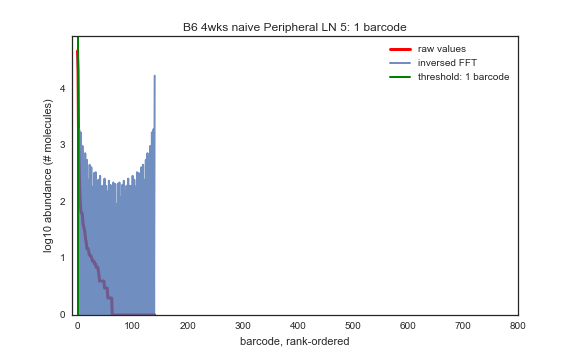 B6 4wks naive Peripheral LN 5: 1 barcode
raw values
inversed FFT
threshold: 1 barcode
log10 abundance (# molecules)
4
3
2
1
0
0 100 200 300 400 500 600 700 800
barcode, rank-ordered